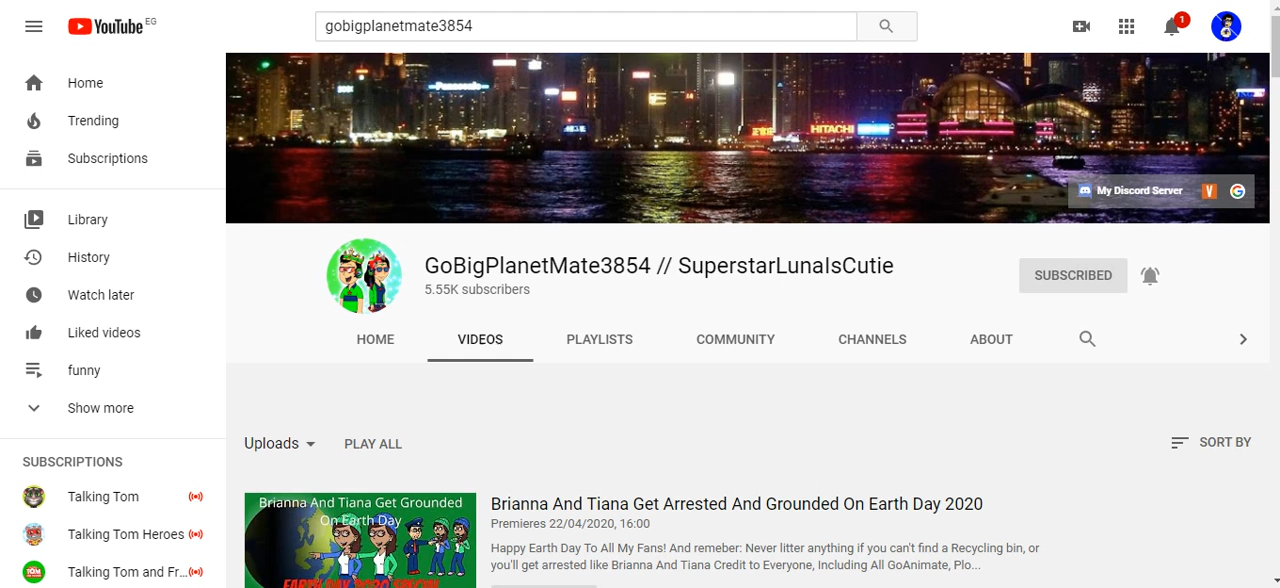 YouTube EG
gobigplanetmate3854
1
Home
Trending
Subscriptions
Library
History
Watch later
Liked videos
funny
Show more
SUBSCRIPTIONS
Talking Tom
Talking Tom Heroes
Talking Tom and Fr...
Panasonic
HITACHI
My Discord Server
V
G
GoBigPlanetMate3854 // SuperstarLunaIsCutie
5.55K subscribers
SUBSCRIBED
HOME VIDEOS PLAYLISTS COMMUNITY CHANNELS ABOUT
Uploads PLAY ALL
SORT BY
Brianna And Tiana Get Grounded
On Earth Day
EARTH DAY 2020 SHOW
Brianna And Tiana Get Arrested And Grounded On Earth Day 2020
Premieres 22/04/2020, 16:00
Happy Earth Day To All My Fans! And remeber: Never litter anything if you can't find a Recycling bin, or
you'll get arrested like Brianna And Tiana Credit to Everyone, Including All GoAnimate, Plo...